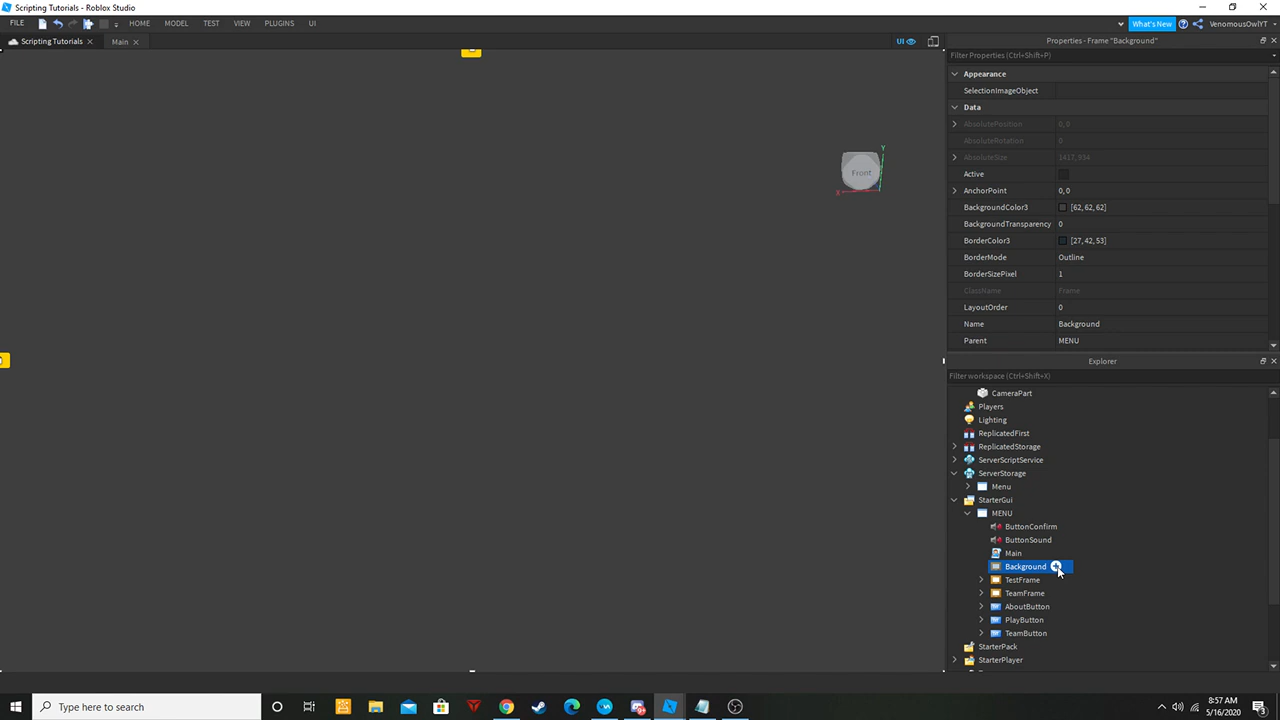 Scripting Tutorials - Roblox Studio
FILE HOME MODEL TEST VIEW PLUGINS UI What's New VenomousOwlYT
Scripting Tutorials Main UI
Properties - Frame "Background"
Filter Properties (Ctrl+Shift+P)
Appearance
SelectionImageObject
Data
AbsolutePosition 0, 0
AbsoluteRotation 0
AbsoluteSize 1417, 934
Active
AnchorPoint 0, 0
BackgroundColor3 [62, 62, 62]
BackgroundTransparency 0
BorderColor3 [27, 42, 53]
BorderMode Outline
BorderSizePixel 1
ClassName Frame
LayoutOrder 0
Name Background
Parent MENU
Y
Front
X
Explorer
Filter workspace (Ctrl+Shift+X)
CameraPart
Players
Lighting
ReplicatedFirst
ReplicatedStorage
ServerScriptService
ServerStorage
Menu
StarterGui
MENU
ButtonConfirm
ButtonSound
Main
Background
TestFrame
TeamFrame
AboutButton
PlayButton
TeamButton
StarterPack
StarterPlayer
Type here to search
8:57 AM
5/16/2020